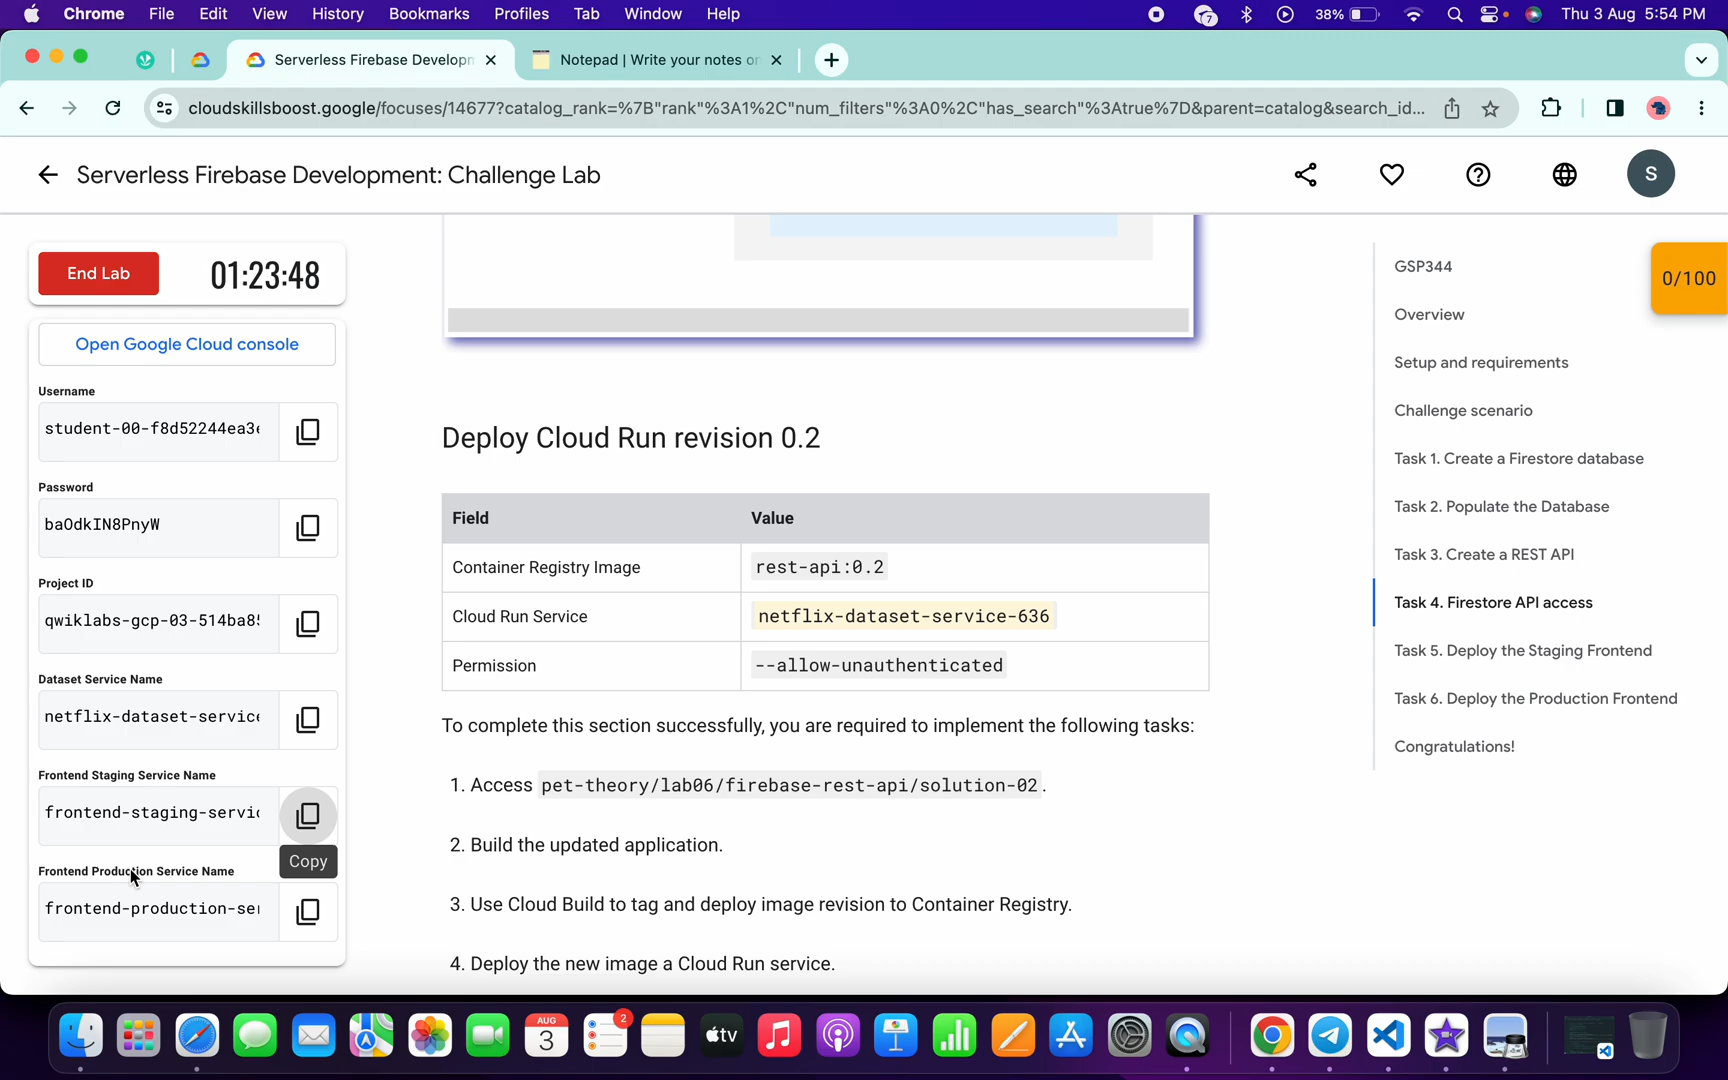 Chrome File Edit View History Bookmarks Profiles Tab Window Help 7 38% Thu 3 Aug 5:54 PM
Serverless Firebase Developn Notepad | Write your notes on
cloudskillsboost.google/focuses/14677?catalog_rank=%7B"rank"%3A1%2C"num_filters"%3A0%2C"has_search"%3Atrue%7D&parent=catalog&search_id...
Serverless Firebase Development: Challenge Lab
S
End Lab
01:23:48
Open Google Cloud console
Username
student-00-f8d52244ea3
Password
baOdkIN8PnyW
Project ID
qwiklabs-gcp-03-514ba8
Dataset Service Name
netflix-dataset-service
Frontend Staging Service Name
frontend-staging-servic
Copy
Frontend Production Service Name
frontend-production-ser
Deploy Cloud Run revision 0.2
Field Value
Container Registry Image rest-api:0.2
Cloud Run Service netflix-dataset-service-636
Permission --allow-unauthenticated
To complete this section successfully, you are required to implement the following tasks:
1. Access pet-theory/lab06/firebase-rest-api/solution-02.
2. Build the updated application.
3. Use Cloud Build to tag and deploy image revision to Container Registry.
4. Deploy the new image a Cloud Run service.
GSP344
Overview
Setup and requirements
Challenge scenario
Task 1. Create a Firestore database
Task 2. Populate the Database
Task 3. Create a REST API
Task 4. Firestore API access
Task 5. Deploy the Staging Frontend
Task 6. Deploy the Production Frontend
Congratulations!
0/100
AUG
3
2
tv